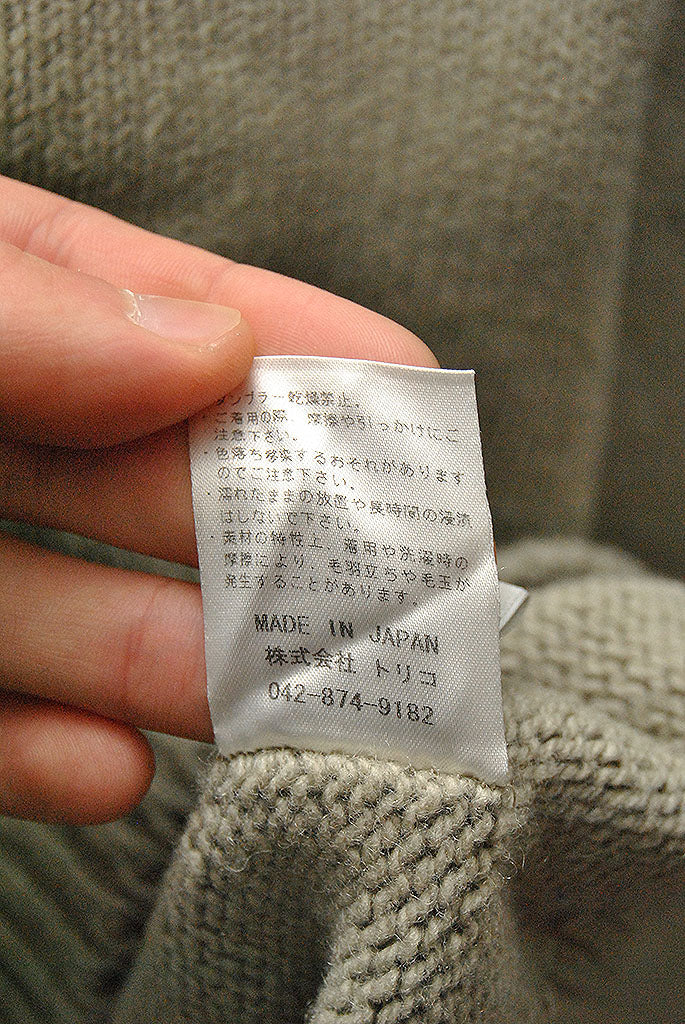 タンブラー乾燥禁止。
・ご着用の際、摩擦や引っかけにご
注意下さい。
・色落ち移染するおそれがあります
のでご注意下さい。
・濡れたままの放置や長時間の浸漬
はしないで下さい。
・素材の特性上、着用や洗濯時の
摩擦により、毛羽立ちや毛玉が
発生することがあります。
MADE IN JAPAN
株式会社 トリコ
042-874-9182